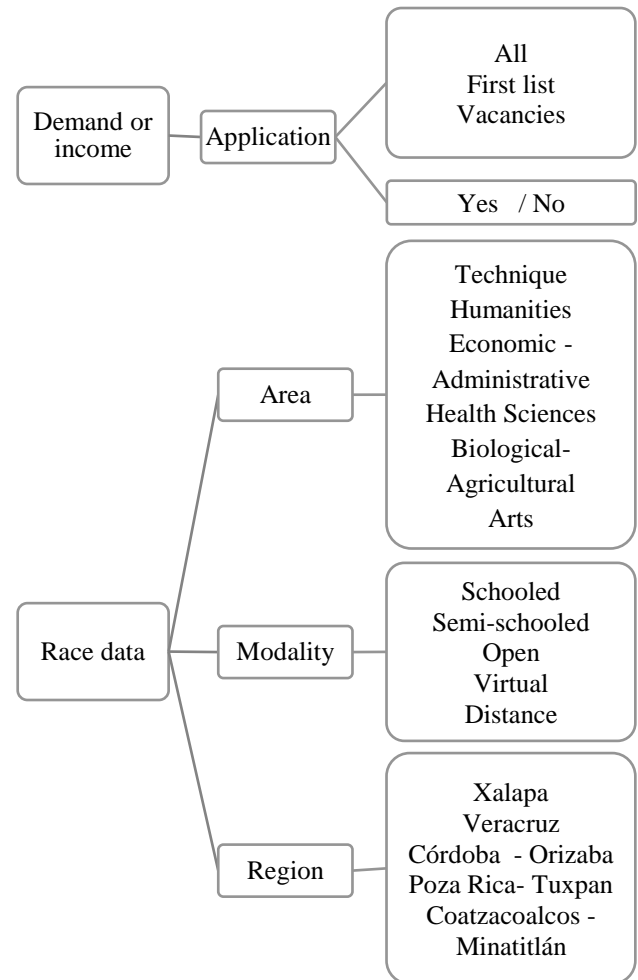 Demand or
income
Application
All
First list
Vacancies
Yes / No
Race data
Area
Technique
Humanities
Economic -
Administrative
Health Sciences
Biological-
Agricultural
Arts
Modality
Schooled
Semi-schooled
Open
Virtual
Distance
Region
Xalapa
Veracruz
Córdoba - Orizaba
Poza Rica- Tuxpan
Coatzacoalcos -
Minatitlán